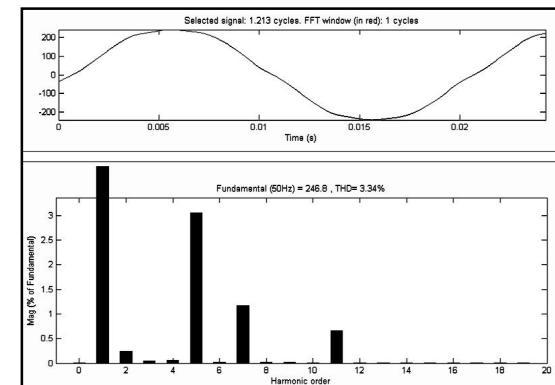 Selected signal: 1.213 cycles. FFT window (in red): 1 cycles
200
100
0
-100
-200
0
0.005
0.01
0.015
0.02
Time (s)
Fundamental (50Hz) = 246.8 , THD= 3.34%
3
2.5
2
1.5
1
0.5
0
Mag (% of Fundamental)
0 2 4 6 8 10 12 14 16 18 20
Harmonic order